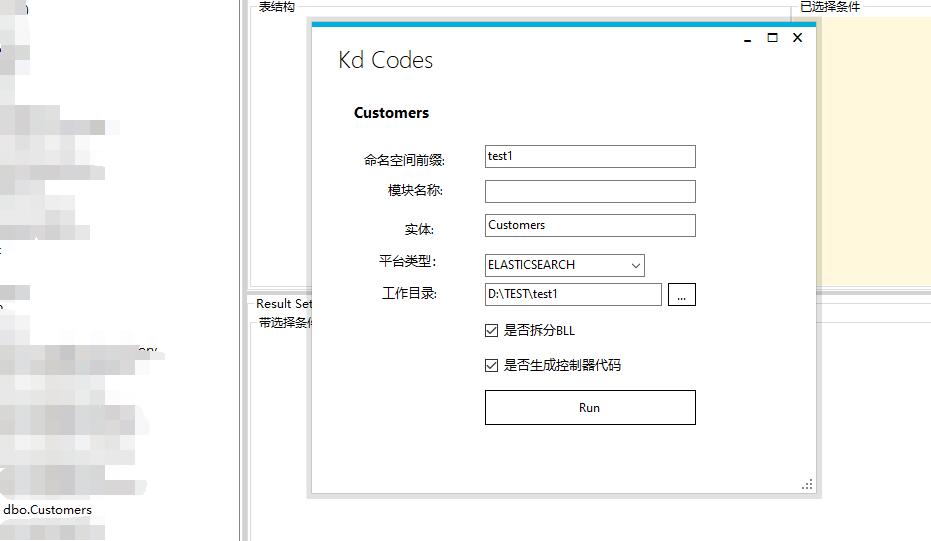 表结构
已选择条件
Kd Codes
Customers
命名空间前缀:
test1
模块名称:
实体:
Customers
平台类型:
ELASTICSEARCH
工作目录:
D:\TEST\test1
...
Result Set
带选择条件
是否拆分BLL
是否生成控制器代码
Run
dbo.Customers